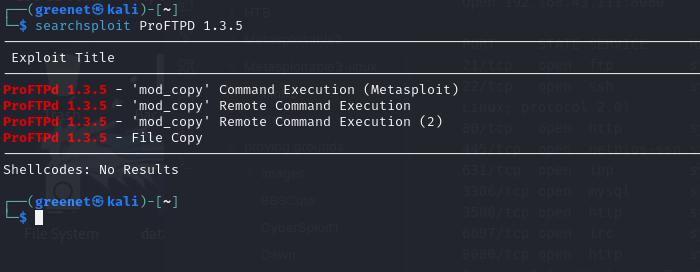 ┌──(greenet㉿kali)-[~]
└─$ searchsploit ProFTPD 1.3.5
Exploit Title
ProFTPd 1.3.5 - 'mod_copy' Command Execution (Metasploit)
ProFTPd 1.3.5 - 'mod_copy' Remote Command Execution
ProFTPd 1.3.5 - 'mod_copy' Remote Command Execution (2)
ProFTPd 1.3.5 - File Copy
Shellcodes: No Results
┌──(greenet㉿kali)-[~]
└─$
File System